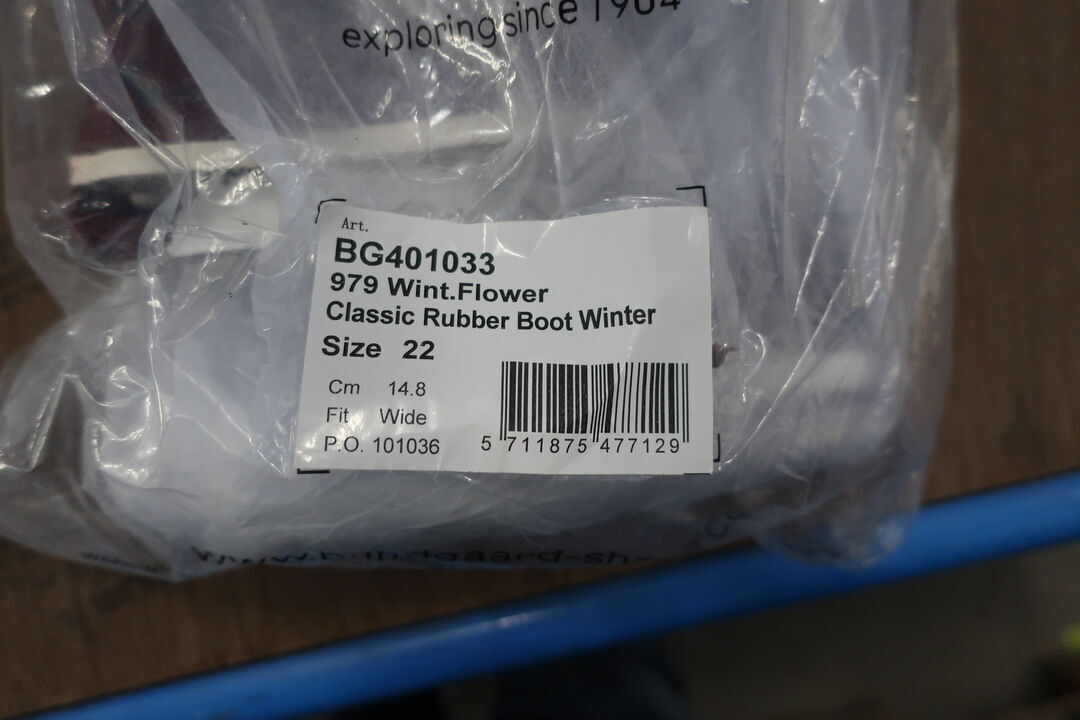 exploring since 1964
Art.
BG401033
979 Wint.Flower
Classic Rubber Boot Winter
Size 22
Cm 14.8
Fit Wide
P.O. 101036
5 711875 477129